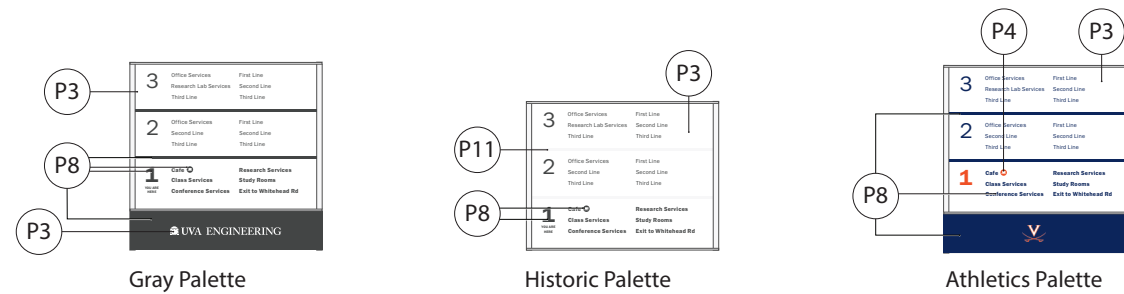 P3
P8
P3
3 Office Services First Line
Research Lab Services Second Line
Third Line Third Line
2 Office Services First Line
Second Line Second Line
Third Line Third Line
1 Cafe Research Services
Class Services Study Rooms
YOU ARE HERE Conference Services Exit to Whitehead Rd
UVA ENGINEERING
Gray Palette
P3
P11
P8
3 Office Services First Line
Research Lab Services Second Line
Third Line Third Line
2 Office Services First Line
Second Line Second Line
Third Line Third Line
1 Cafe Research Services
Class Services Study Rooms
YOU ARE HERE Conference Services Exit to Whitehead Rd
Historic Palette
P4
P3
P8
3 Office Services First Line
Research Lab Services Second Line
Third Line Third Line
2 Office Services First Line
Second Line Second Line
Third Line Third Line
1 Cafe Research Services
Class Services Study Rooms
Conference Services Exit to Whitehead Rd
V
Athletics Palette